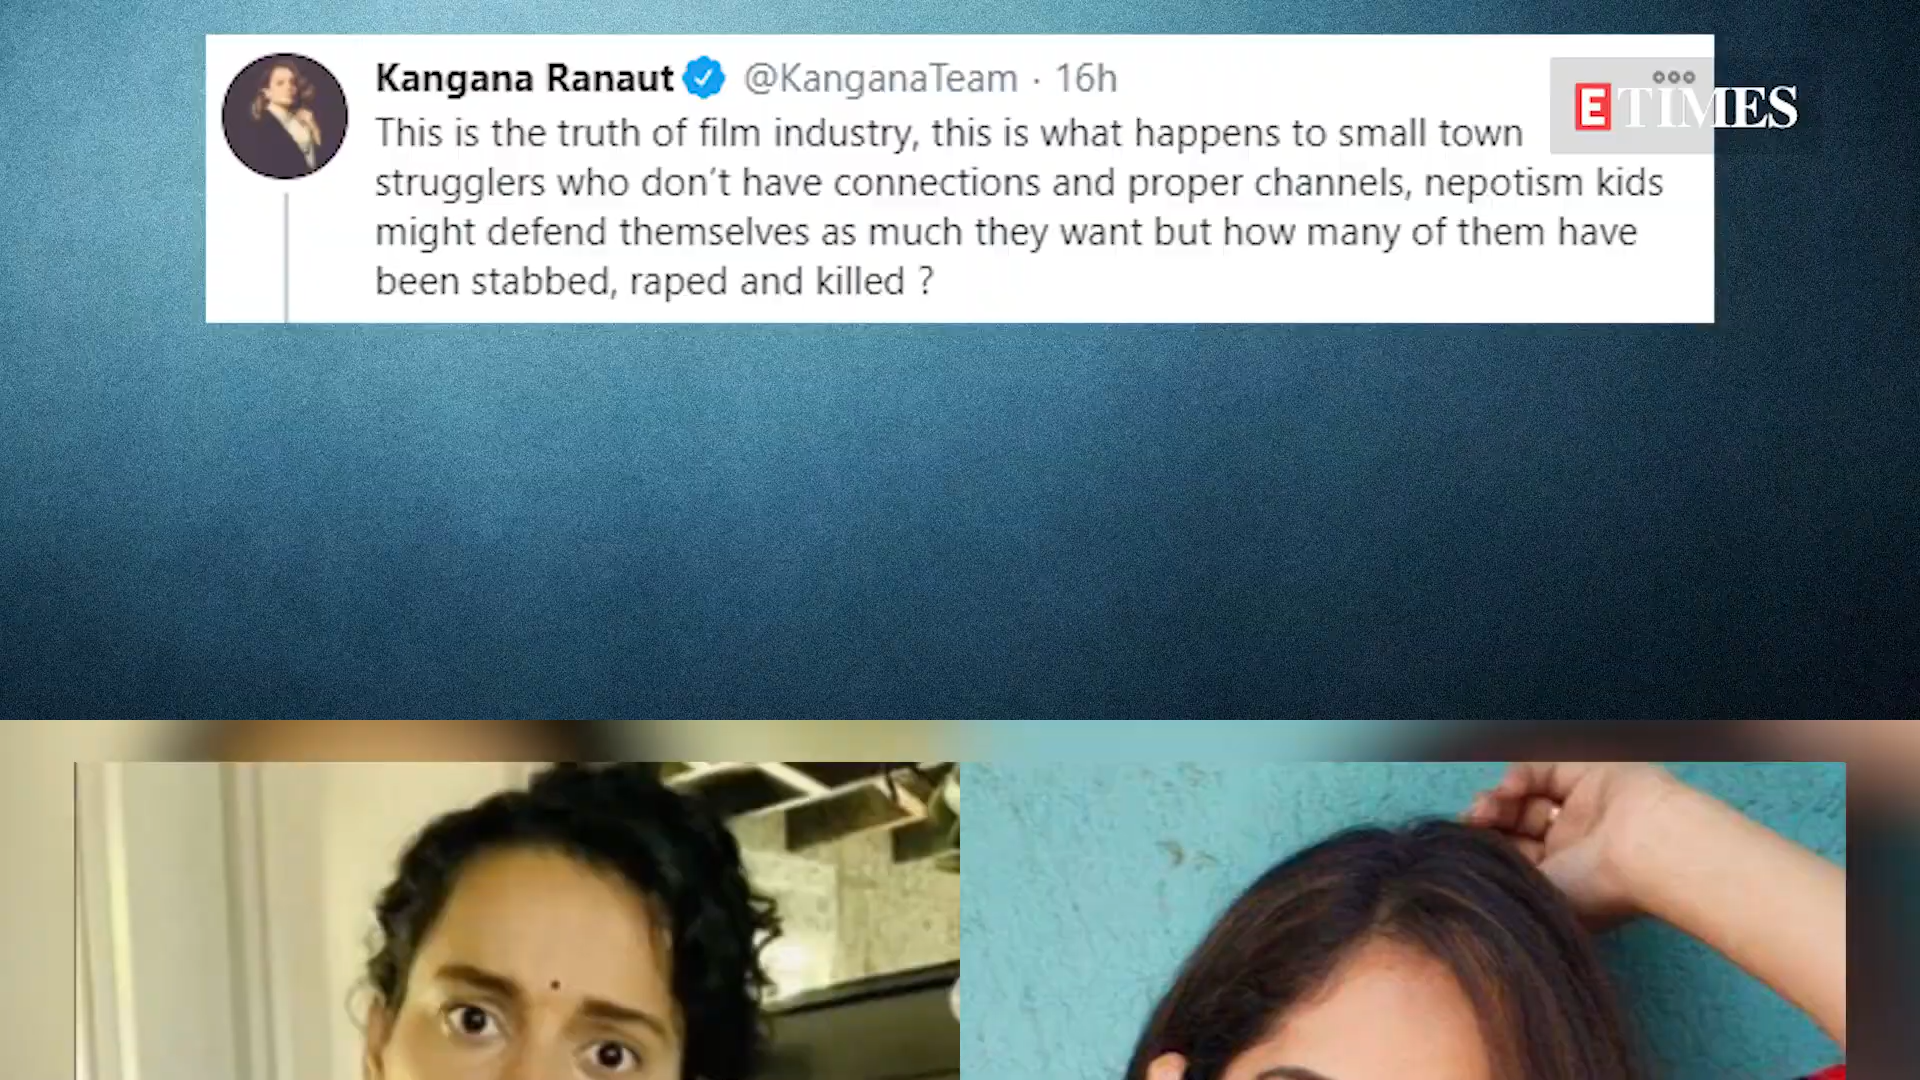 Kangana Ranaut @KanganaTeam · 16h
This is the truth of film industry, this is what happens to small town
strugglers who don't have connections and proper channels, nepotism kids
might defend themselves as much they want but how many of them have
been stabbed, raped and killed ?
E TIMES